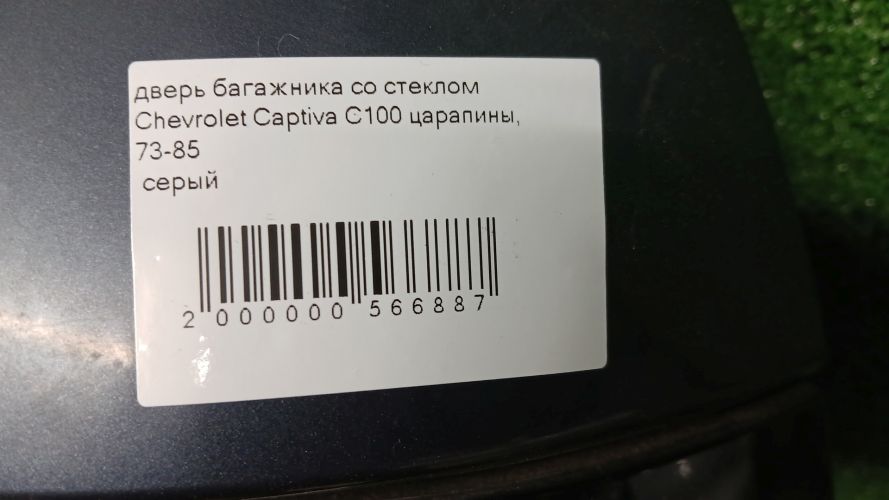 дверь багажника со стеклом
Chevrolet Captiva C100 царапины,
73-85
серый
2 000000 566887